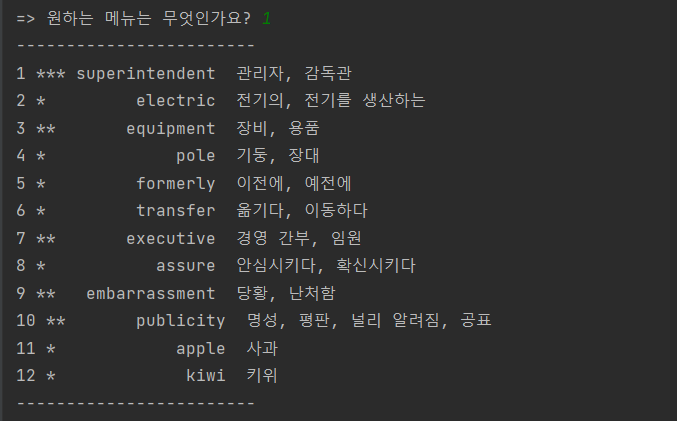 => 원하는 메뉴는 무엇인가요? 1
------------------------
1 *** superintendent 관리자, 감독관
2 * electric 전기의, 전기를 생산하는
3 ** equipment 장비, 용품
4 * pole 기둥, 장대
5 * formerly 이전에, 예전에
6 * transfer 옮기다, 이동하다
7 ** executive 경영 간부, 임원
8 * assure 안심시키다, 확신시키다
9 ** embarrassment 당황, 난처함
10 ** publicity 명성, 평판, 널리 알려짐, 공표
11 * apple 사과
12 * kiwi 키위
------------------------